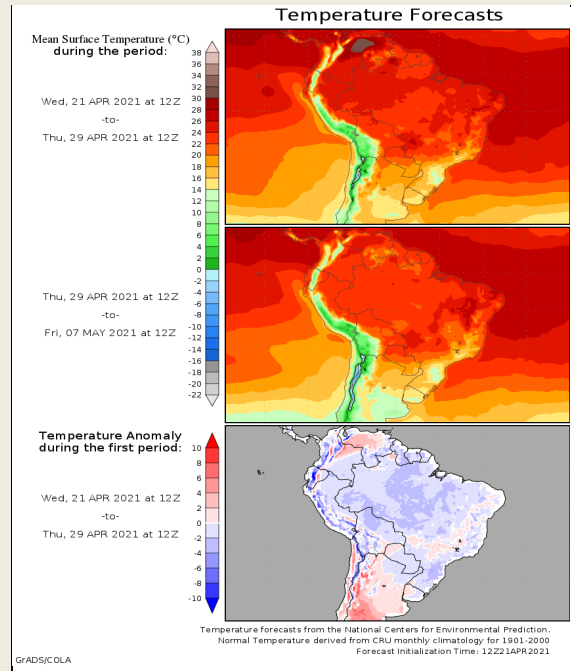 Temperature Forecasts
Mean Surface Temperature (°C)
during the period:
Wed, 21 APR 2021 at 12Z
-to-
Thu, 29 APR 2021 at 12Z
38
36
34
32
30
28
26
24
22
20
18
16
14
12
10
8
6
4
2
0
-2
-4
-6
-8
-10
-12
-14
-16
-18
-20
-22
Thu, 29 APR 2021 at 12Z
-to-
Fri, 07 MAY 2021 at 12Z
Temperature Anomaly
during the first period:
Wed, 21 APR 2021 at 12Z
-to-
Thu, 29 APR 2021 at 12Z
10
8
6
4
2
0
-2
-4
-6
-8
-10
Temperature forecasts from the National Centers for Environmental Prediction.
Normal Temperature derived from CRU monthly climatology for 1901-2000
Forecast Initialization Time: 12Z21APR2021
GrADS/COLA